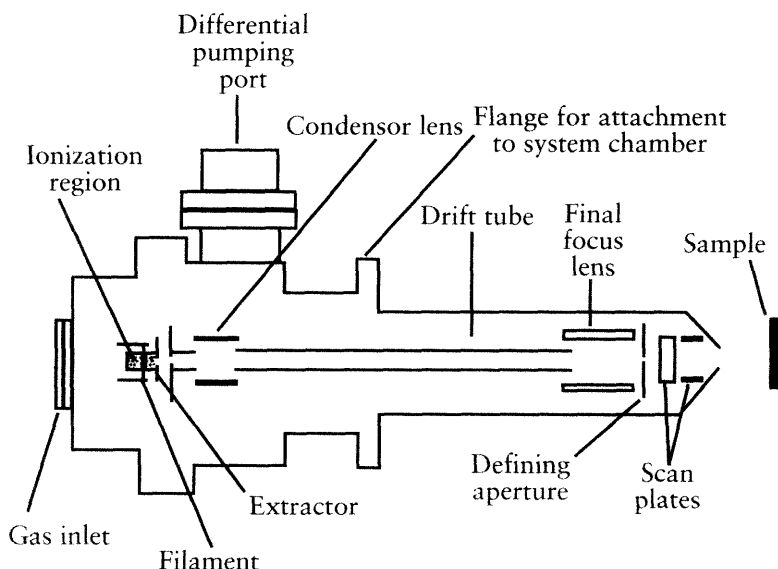 Differential
pumping
port
Condensor lens
Flange for attachment
to system chamber
Ionization
region
Drift tube
Final
focus
lens
Sample
Gas inlet
Filament
Extractor
Defining
aperture
Scan
plates